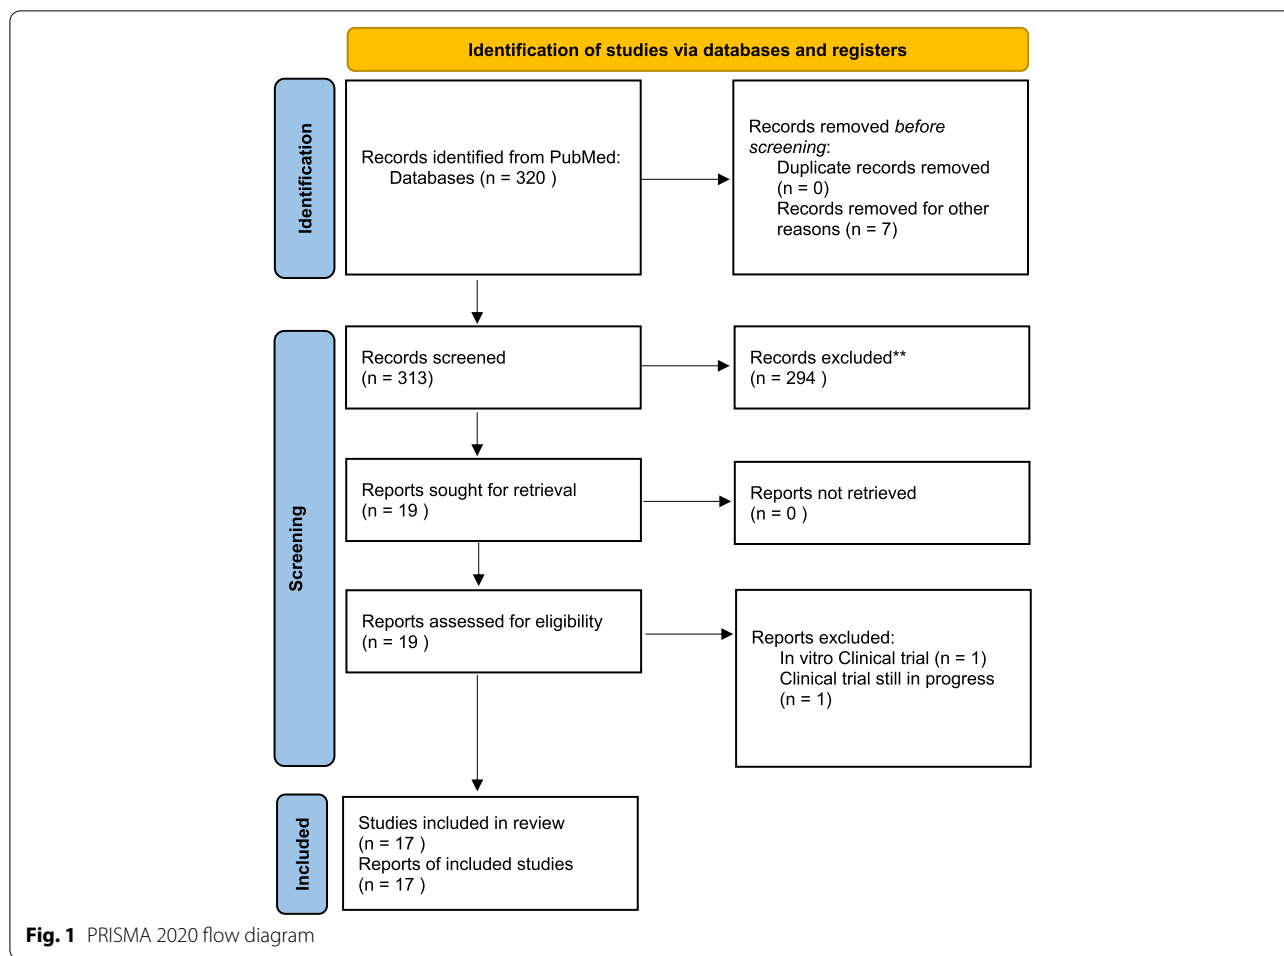 Identification of studies via databases and registers
Identification
Records identified from PubMed:
Databases (n = 320 )
Records removed before
screening:
Duplicate records removed
(n = 0)
Records removed for other
reasons (n = 7)
Screening
Records screened
(n = 313)
Records excluded**
(n = 294 )
Reports sought for retrieval
(n = 19 )
Reports not retrieved
(n = 0 )
Reports assessed for eligibility
(n = 19 )
Reports excluded:
In vitro Clinical trial (n = 1)
Clinical trial still in progress
(n = 1)
Included
Studies included in review
(n = 17 )
Reports of included studies
(n = 17 )
Fig. 1 PRISMA 2020 flow diagram